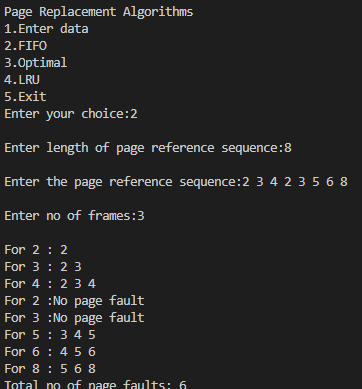 Page Replacement Algorithms
1.Enter data
2.FIFO
3.Optimal
4.LRU
5.Exit
Enter your choice:2
Enter length of page reference sequence:8
Enter the page reference sequence:2 3 4 2 3 5 6 8
Enter no of frames:3
For 2 : 2
For 3 : 2 3
For 4 : 2 3 4
For 2 :No page fault
For 3 :No page fault
For 5 : 3 4 5
For 6 : 4 5 6
For 8 : 5 6 8
Total no of page faults: 6